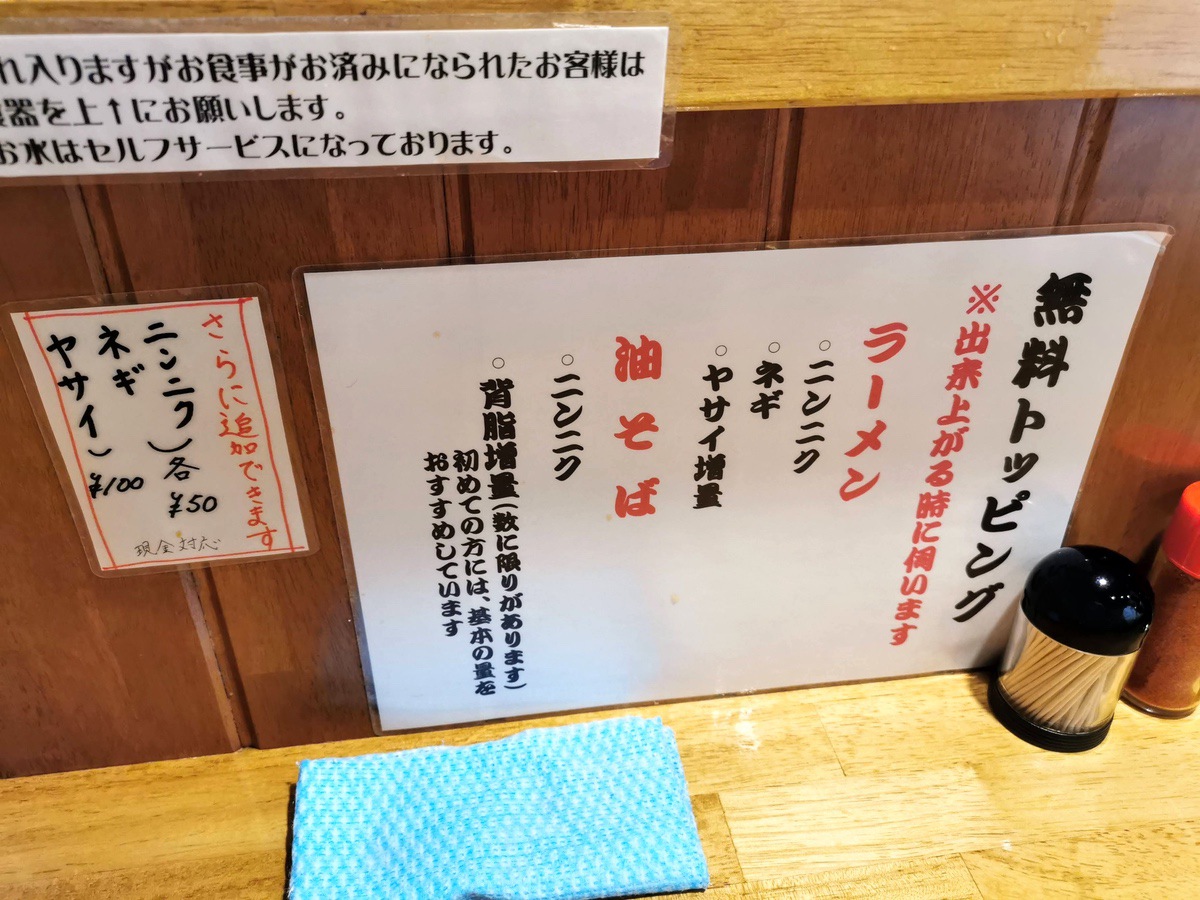 れ入りますがお食事がお済みになられたお客様は
器を上↑にお願いします。
お水はセルフサービスになっております。
無料トッピング
※出来上がる時に伺います
ラーメン
○ニンニク
○ネギ
○ヤサイ増量
油そば
○ニンニク
○背脂増量(数に限りがあります)
初めての方には、基本の量を
おすすめしています
さらに追加できます
ニンニク)各
ネギ ¥50
ヤサイ) ¥100
現金対応